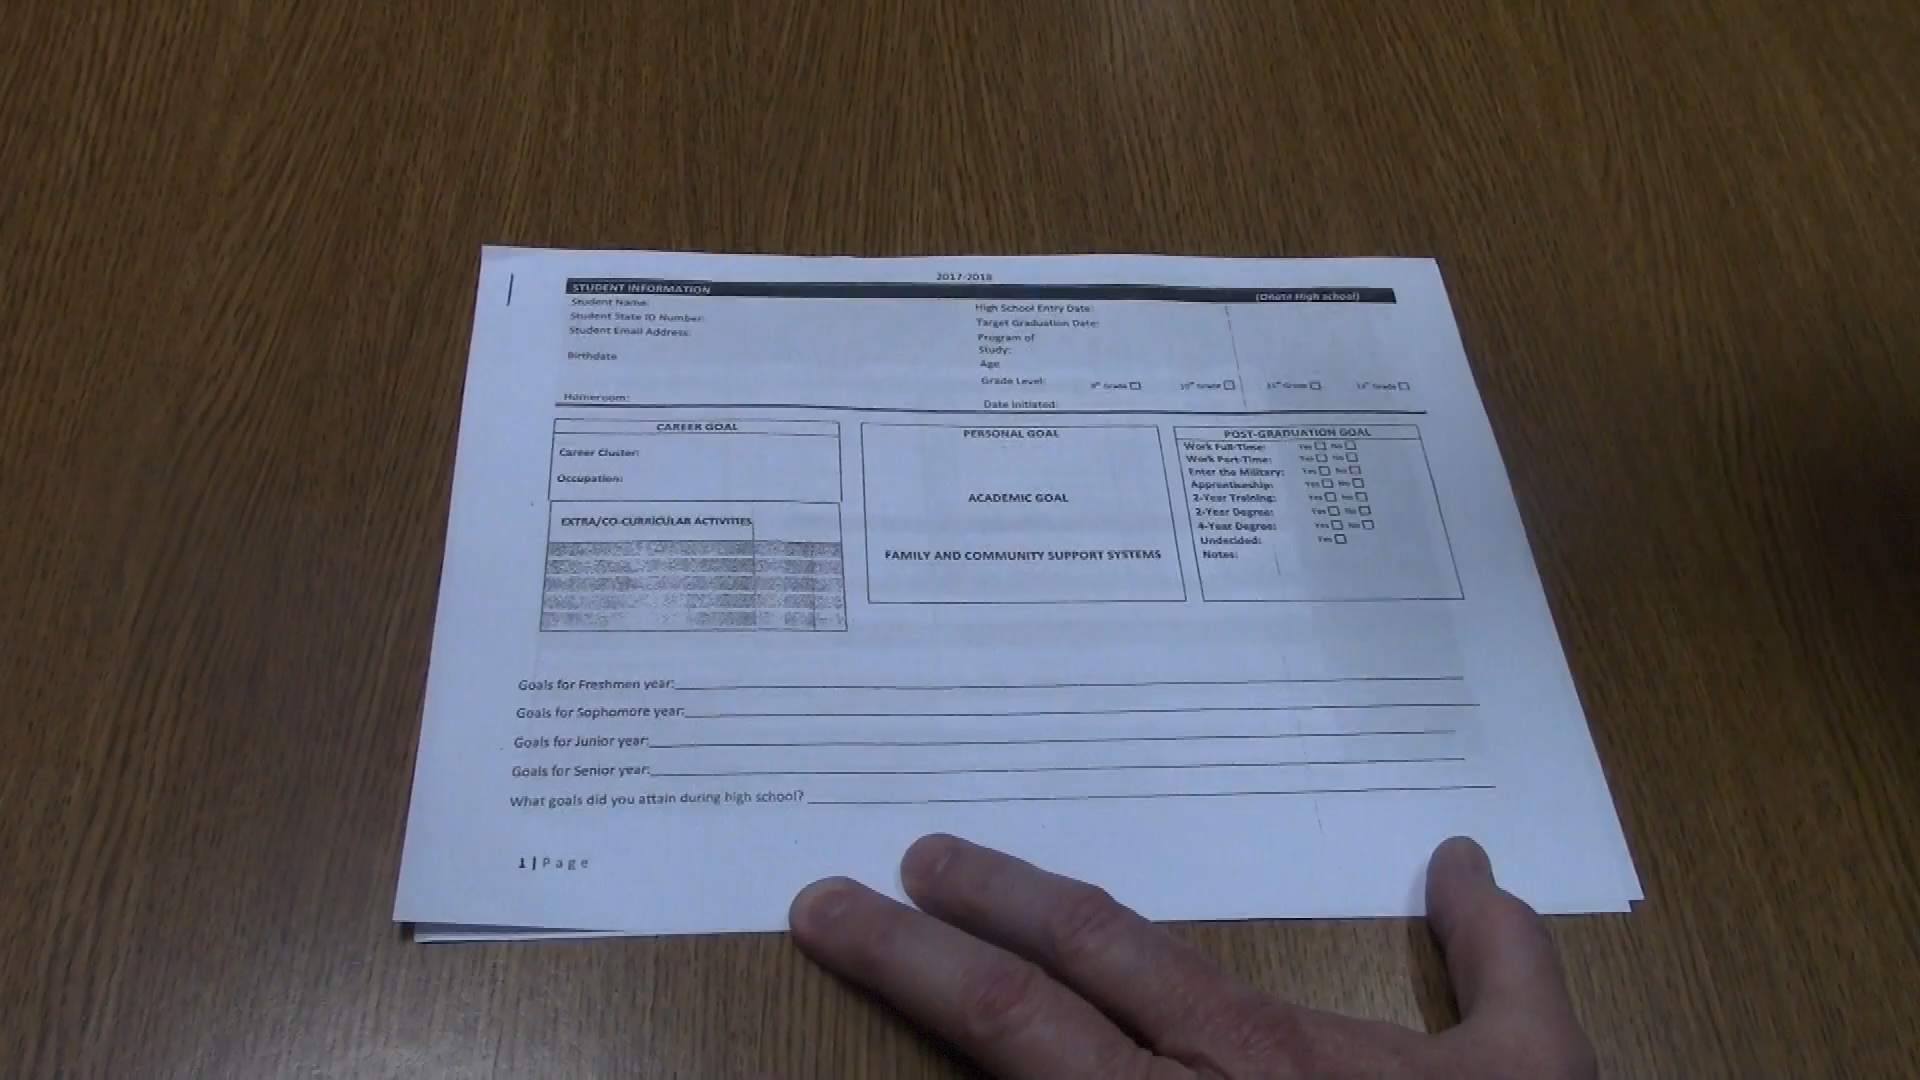 2017-2018
STUDENT INFORMATION
(Onate High school)
Student Name:
Student State ID Number:
Student Email Address:
Birthdate
Homeroom:
High School Entry Date:
Target Graduation Date:
Program of
Study:
Age
Grade Level:
9th Grade
10th Grade
11th Grade
12th Grade
Date Initiated:
CAREER GOAL
Career Cluster:
Occupation:
EXTRA/CO-CURRICULAR ACTIVITIES
PERSONAL GOAL
ACADEMIC GOAL
FAMILY AND COMMUNITY SUPPORT SYSTEMS
POST-GRADUATION GOAL
Work Full-Time: Yes No
Work Part-Time: Yes No
Enter the Military: Yes No
Apprenticeship: Yes No
2-Year Training: Yes No
2-Year Degree: Yes No
4-Year Degree: Yes No
Undecided: Yes
Notes:
Goals for Freshmen year:
Goals for Sophomore year:
Goals for Junior year:
Goals for Senior year:
What goals did you attain during high school?
1 | Page